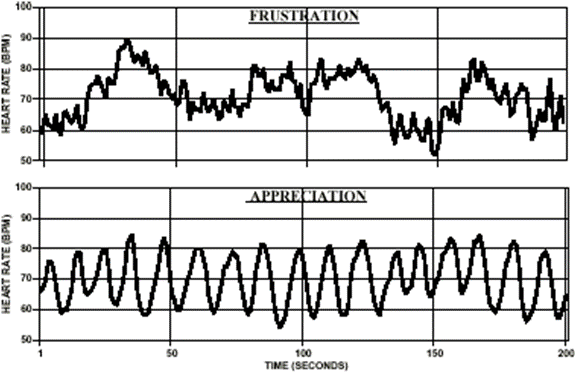 FRUSTRATION
HEART RATE (BPM)
100
90
80
70
60
50
APPRECIATION
HEART RATE (BPM)
100
90
80
70
60
50
1 50 100 150 200
TIME (SECONDS)